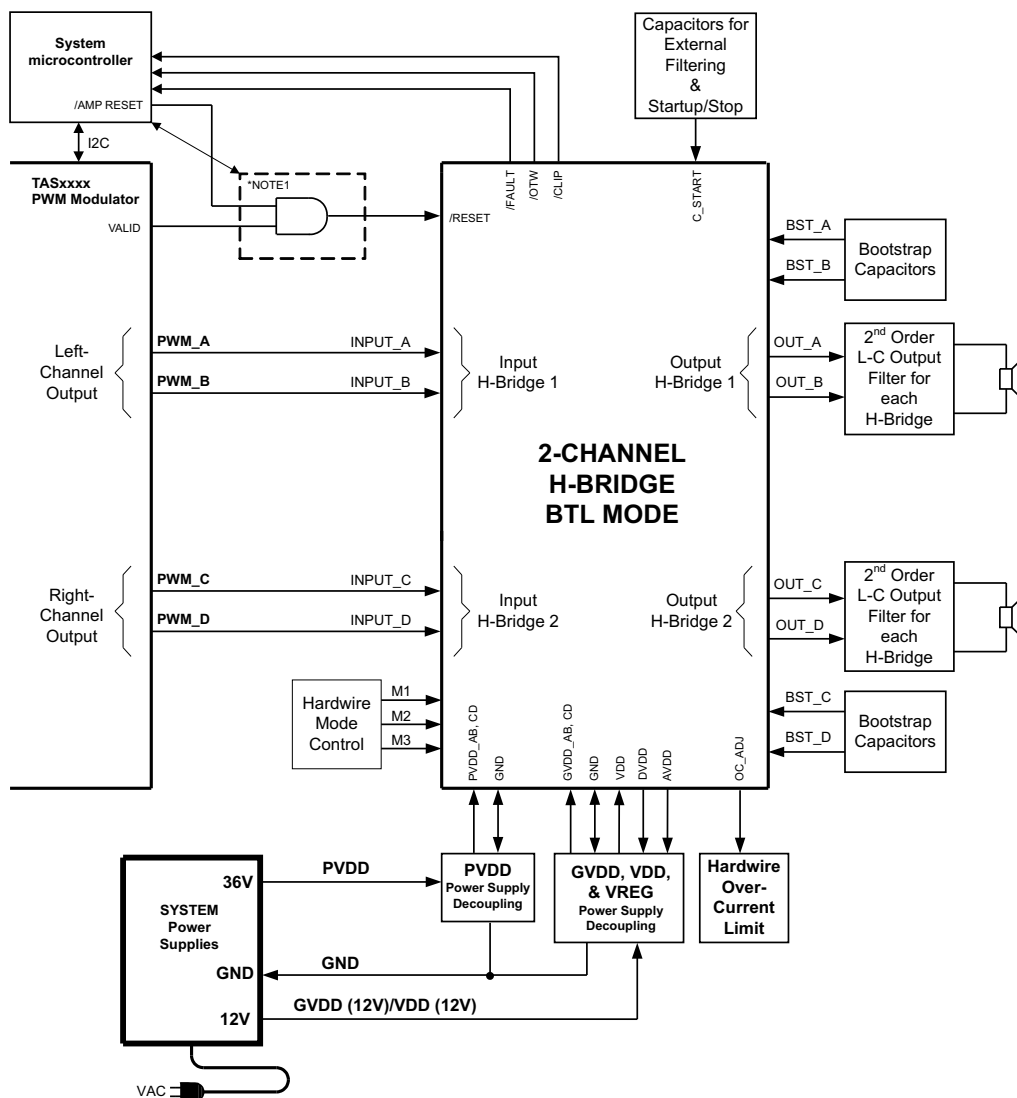 System
microcontroller
/AMP RESET
I2C
TASxxxx
PWM Modulator
VALID
*NOTE1
/RESET
/FAULT
/OTW
/CLIP
Capacitors for
External
Filtering
&
Startup/Stop
C_START
BST_A
BST_B
Bootstrap
Capacitors
Left-
Channel
Output
PWM_A
PWM_B
INPUT_A
INPUT_B
Input
H-Bridge 1
Output
H-Bridge 1
OUT_A
OUT_B
2nd Order
L-C Output
Filter for
each
H-Bridge
2-CHANNEL
H-BRIDGE
BTL MODE
Right-
Channel
Output
PWM_C
PWM_D
INPUT_C
INPUT_D
Input
H-Bridge 2
Output
H-Bridge 2
OUT_C
OUT_D
2nd Order
L-C Output
Filter for
each
H-Bridge
Hardwire
Mode
Control
M1
M2
M3
PVDD_AB, CD
GND
GVDD_AB, CD
GND
VDD
DVDD
AVDD
OC_ADJ
BST_C
BST_D
Bootstrap
Capacitors
SYSTEM
Power
Supplies
36V
GND
12V
PVDD
GND
GVDD (12V)/VDD (12V)
PVDD
Power Supply
Decoupling
GVDD, VDD,
& VREG
Power Supply
Decoupling
Hardwire
Over-
Current
Limit
VAC